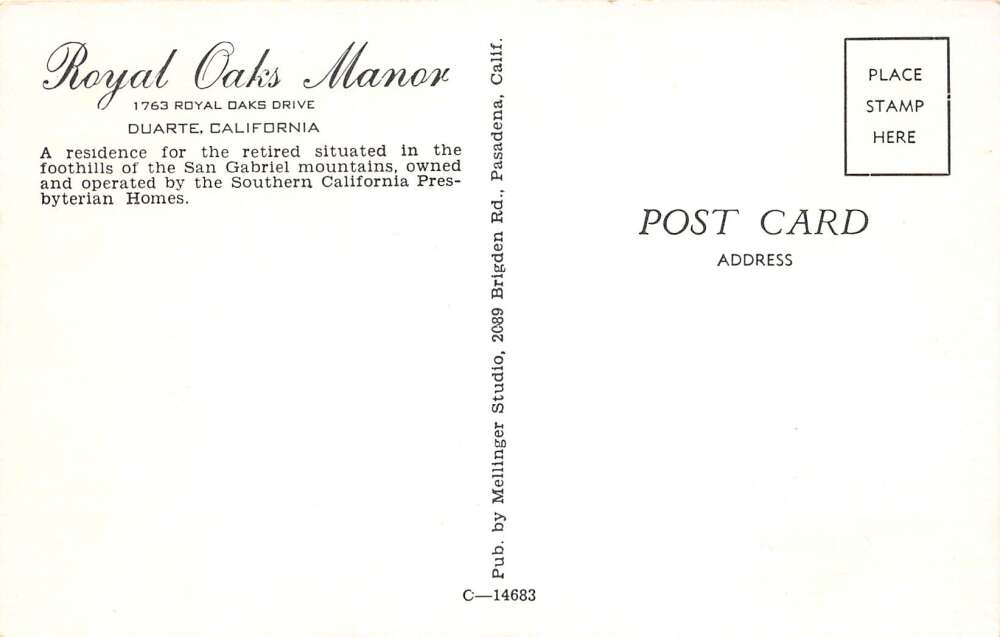 Royal Oaks Manor
1763 ROYAL OAKS DRIVE
DUARTE, CALIFORNIA
A residence for the retired situated in the
foothills of the San Gabriel mountains, owned
and operated by the Southern California Pres-
byterian Homes.
Pub. by Mellinger Studio, 2089 Brigden Rd., Pasadena, Calif.
C—14683
PLACE
STAMP
HERE
POST CARD
ADDRESS